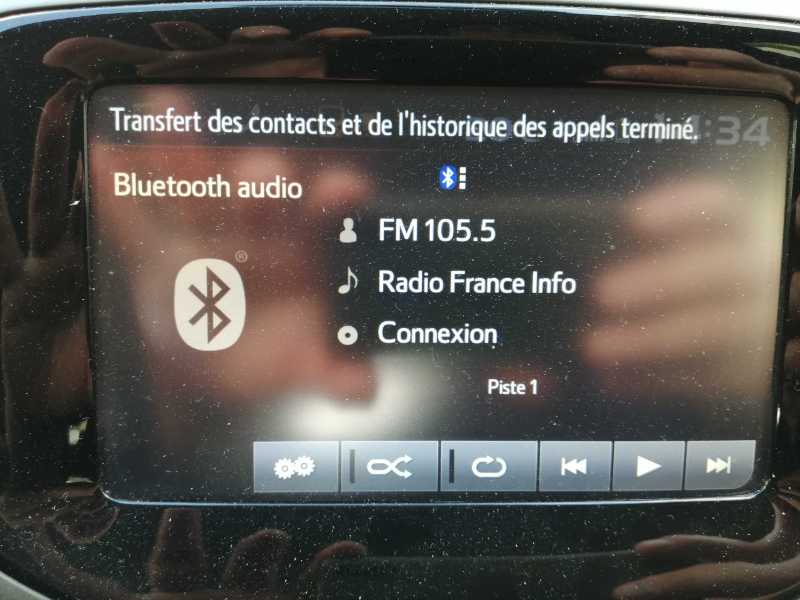 Transfert des contacts et de l'historique des appels terminé.
:34
Bluetooth audio
®
FM 105.5
Radio France Info
Connexion
Piste 1